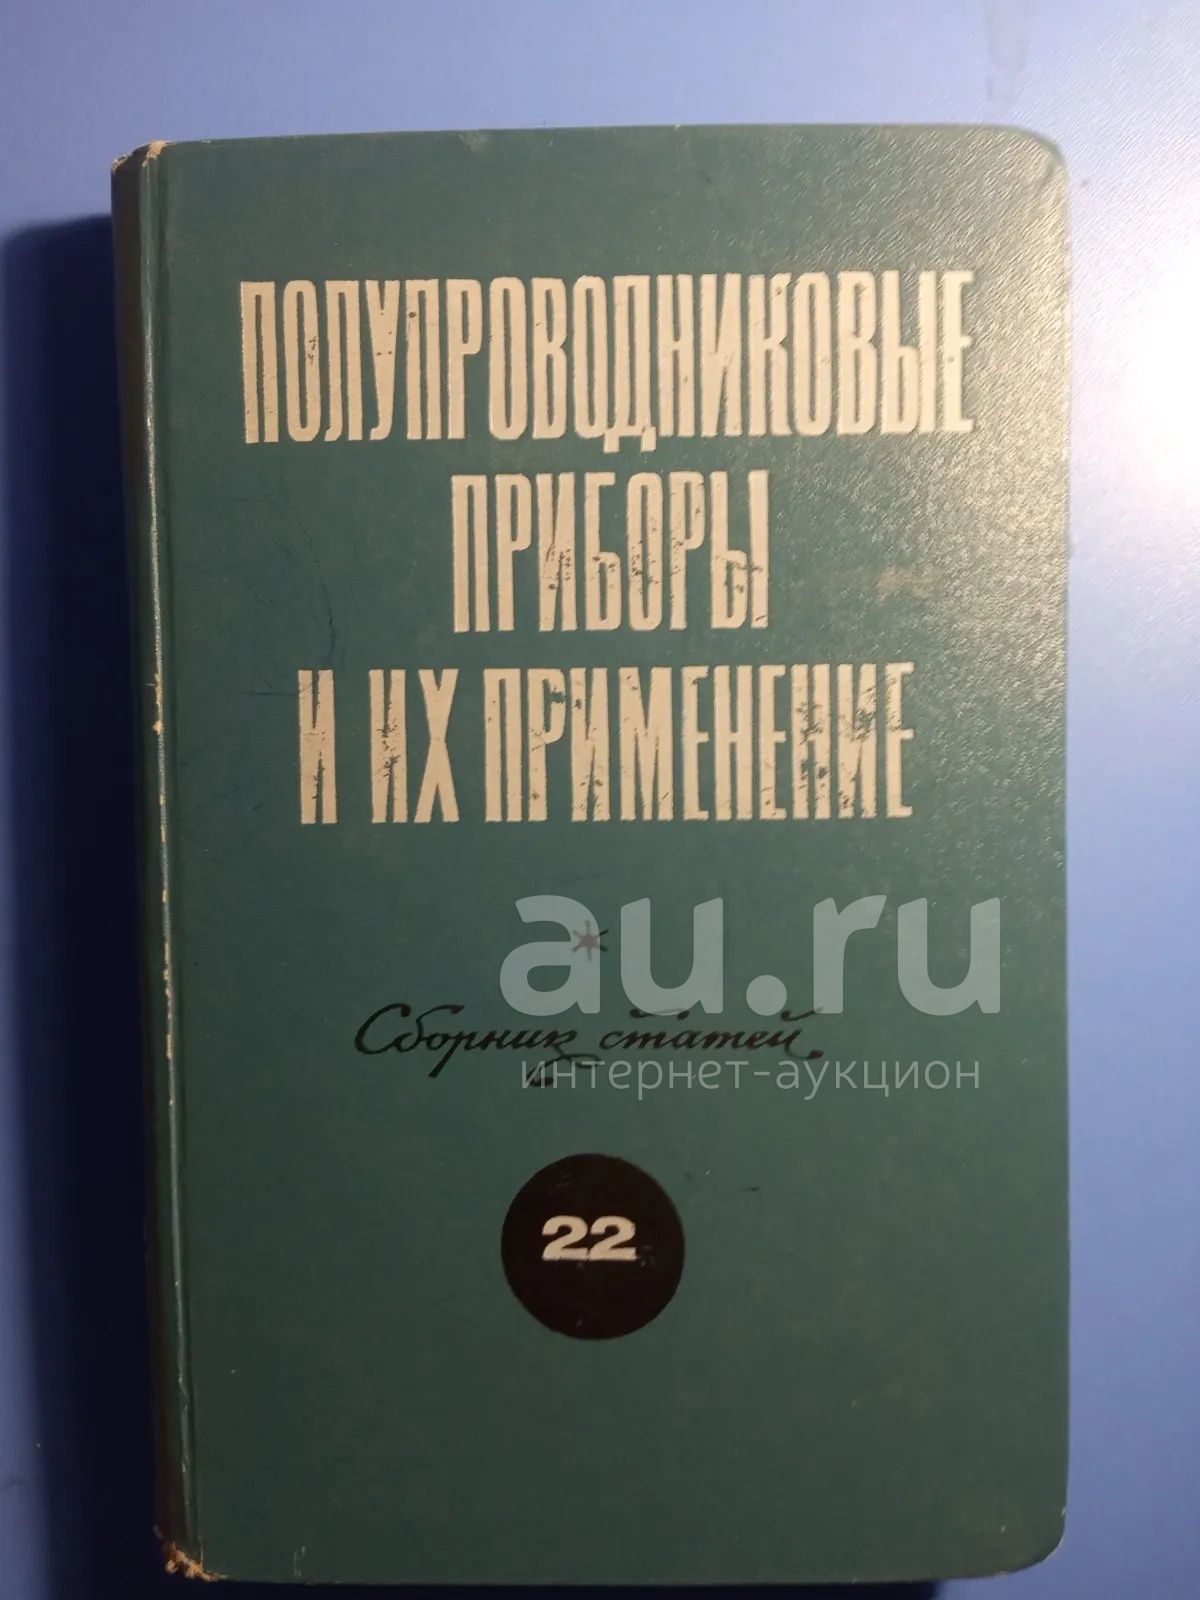 ПОЛУПРОВОДНИКОВЫЕ
ПРИБОРЫ
И ИХ ПРИМЕНЕНИЕ
au.ru
Сборник статей
интернет-аукцион
22